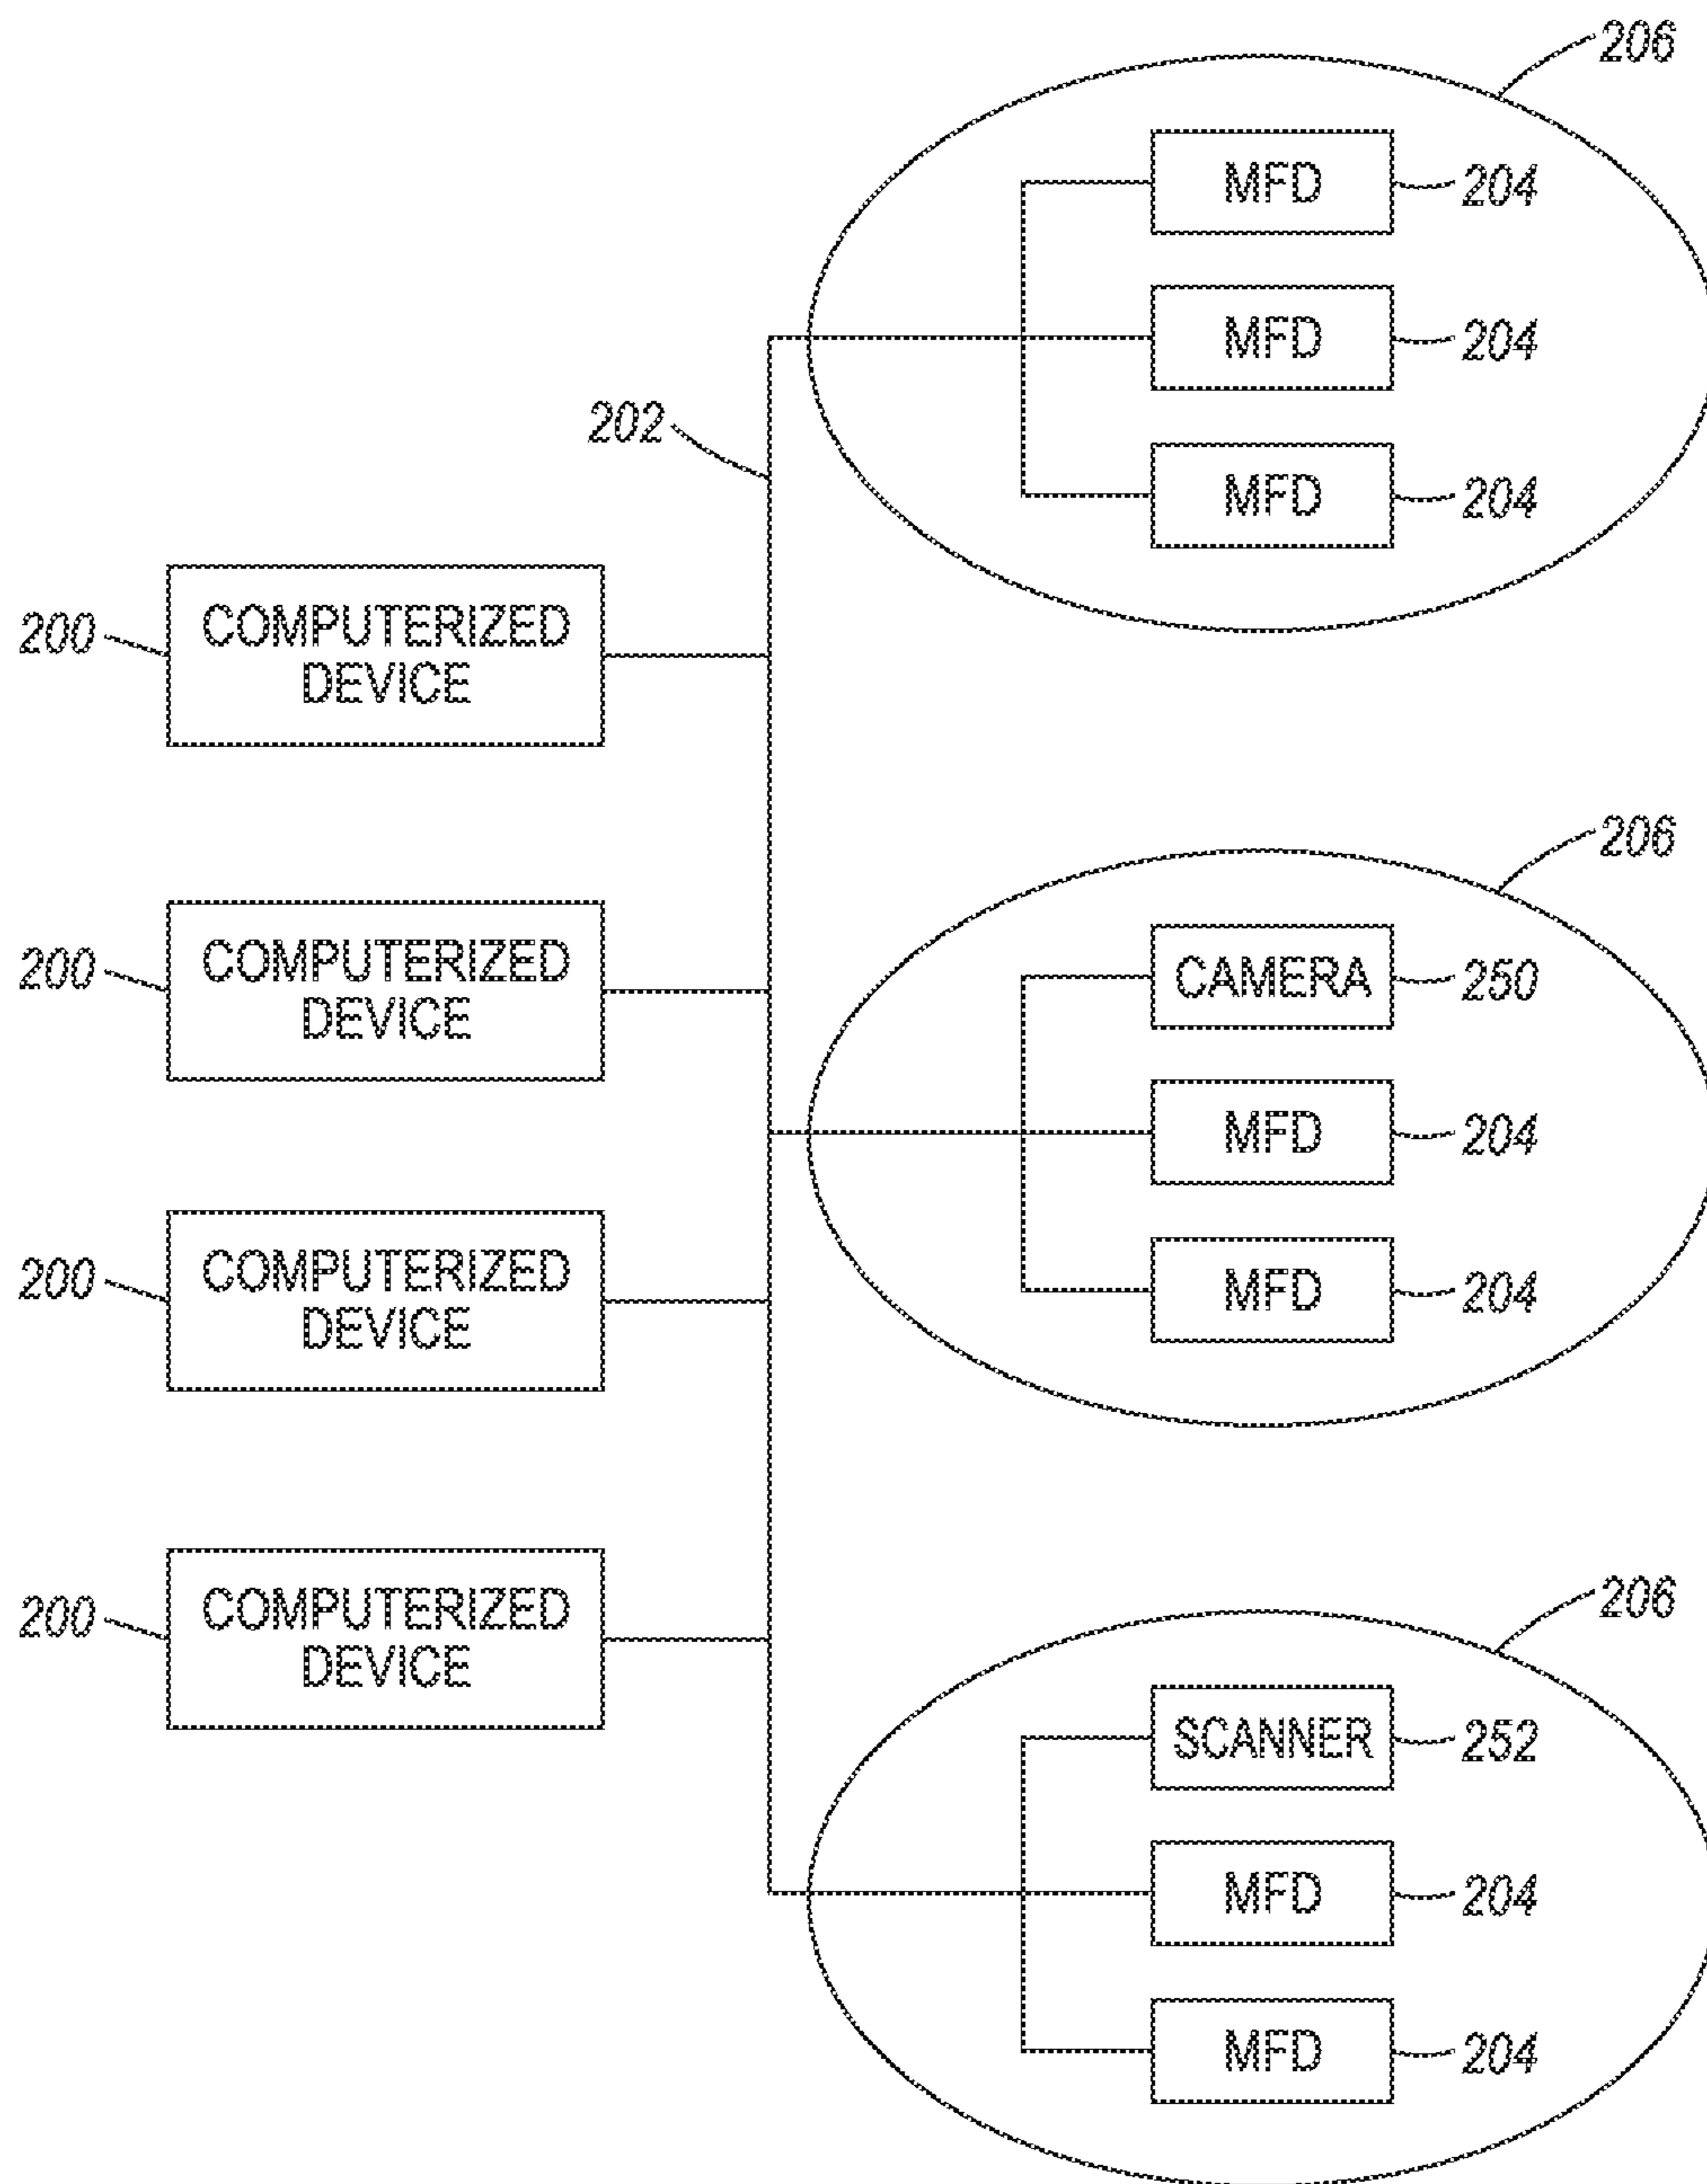 206
MFD 204
MFD 204
202
MFD 204
200 COMPUTERIZED
DEVICE
206
200 COMPUTERIZED
DEVICE
CAMERA 250
MFD 204
200 COMPUTERIZED
DEVICE
MFD 204
206
200 COMPUTERIZED
DEVICE
SCANNER 252
MFD 204
MFD 204